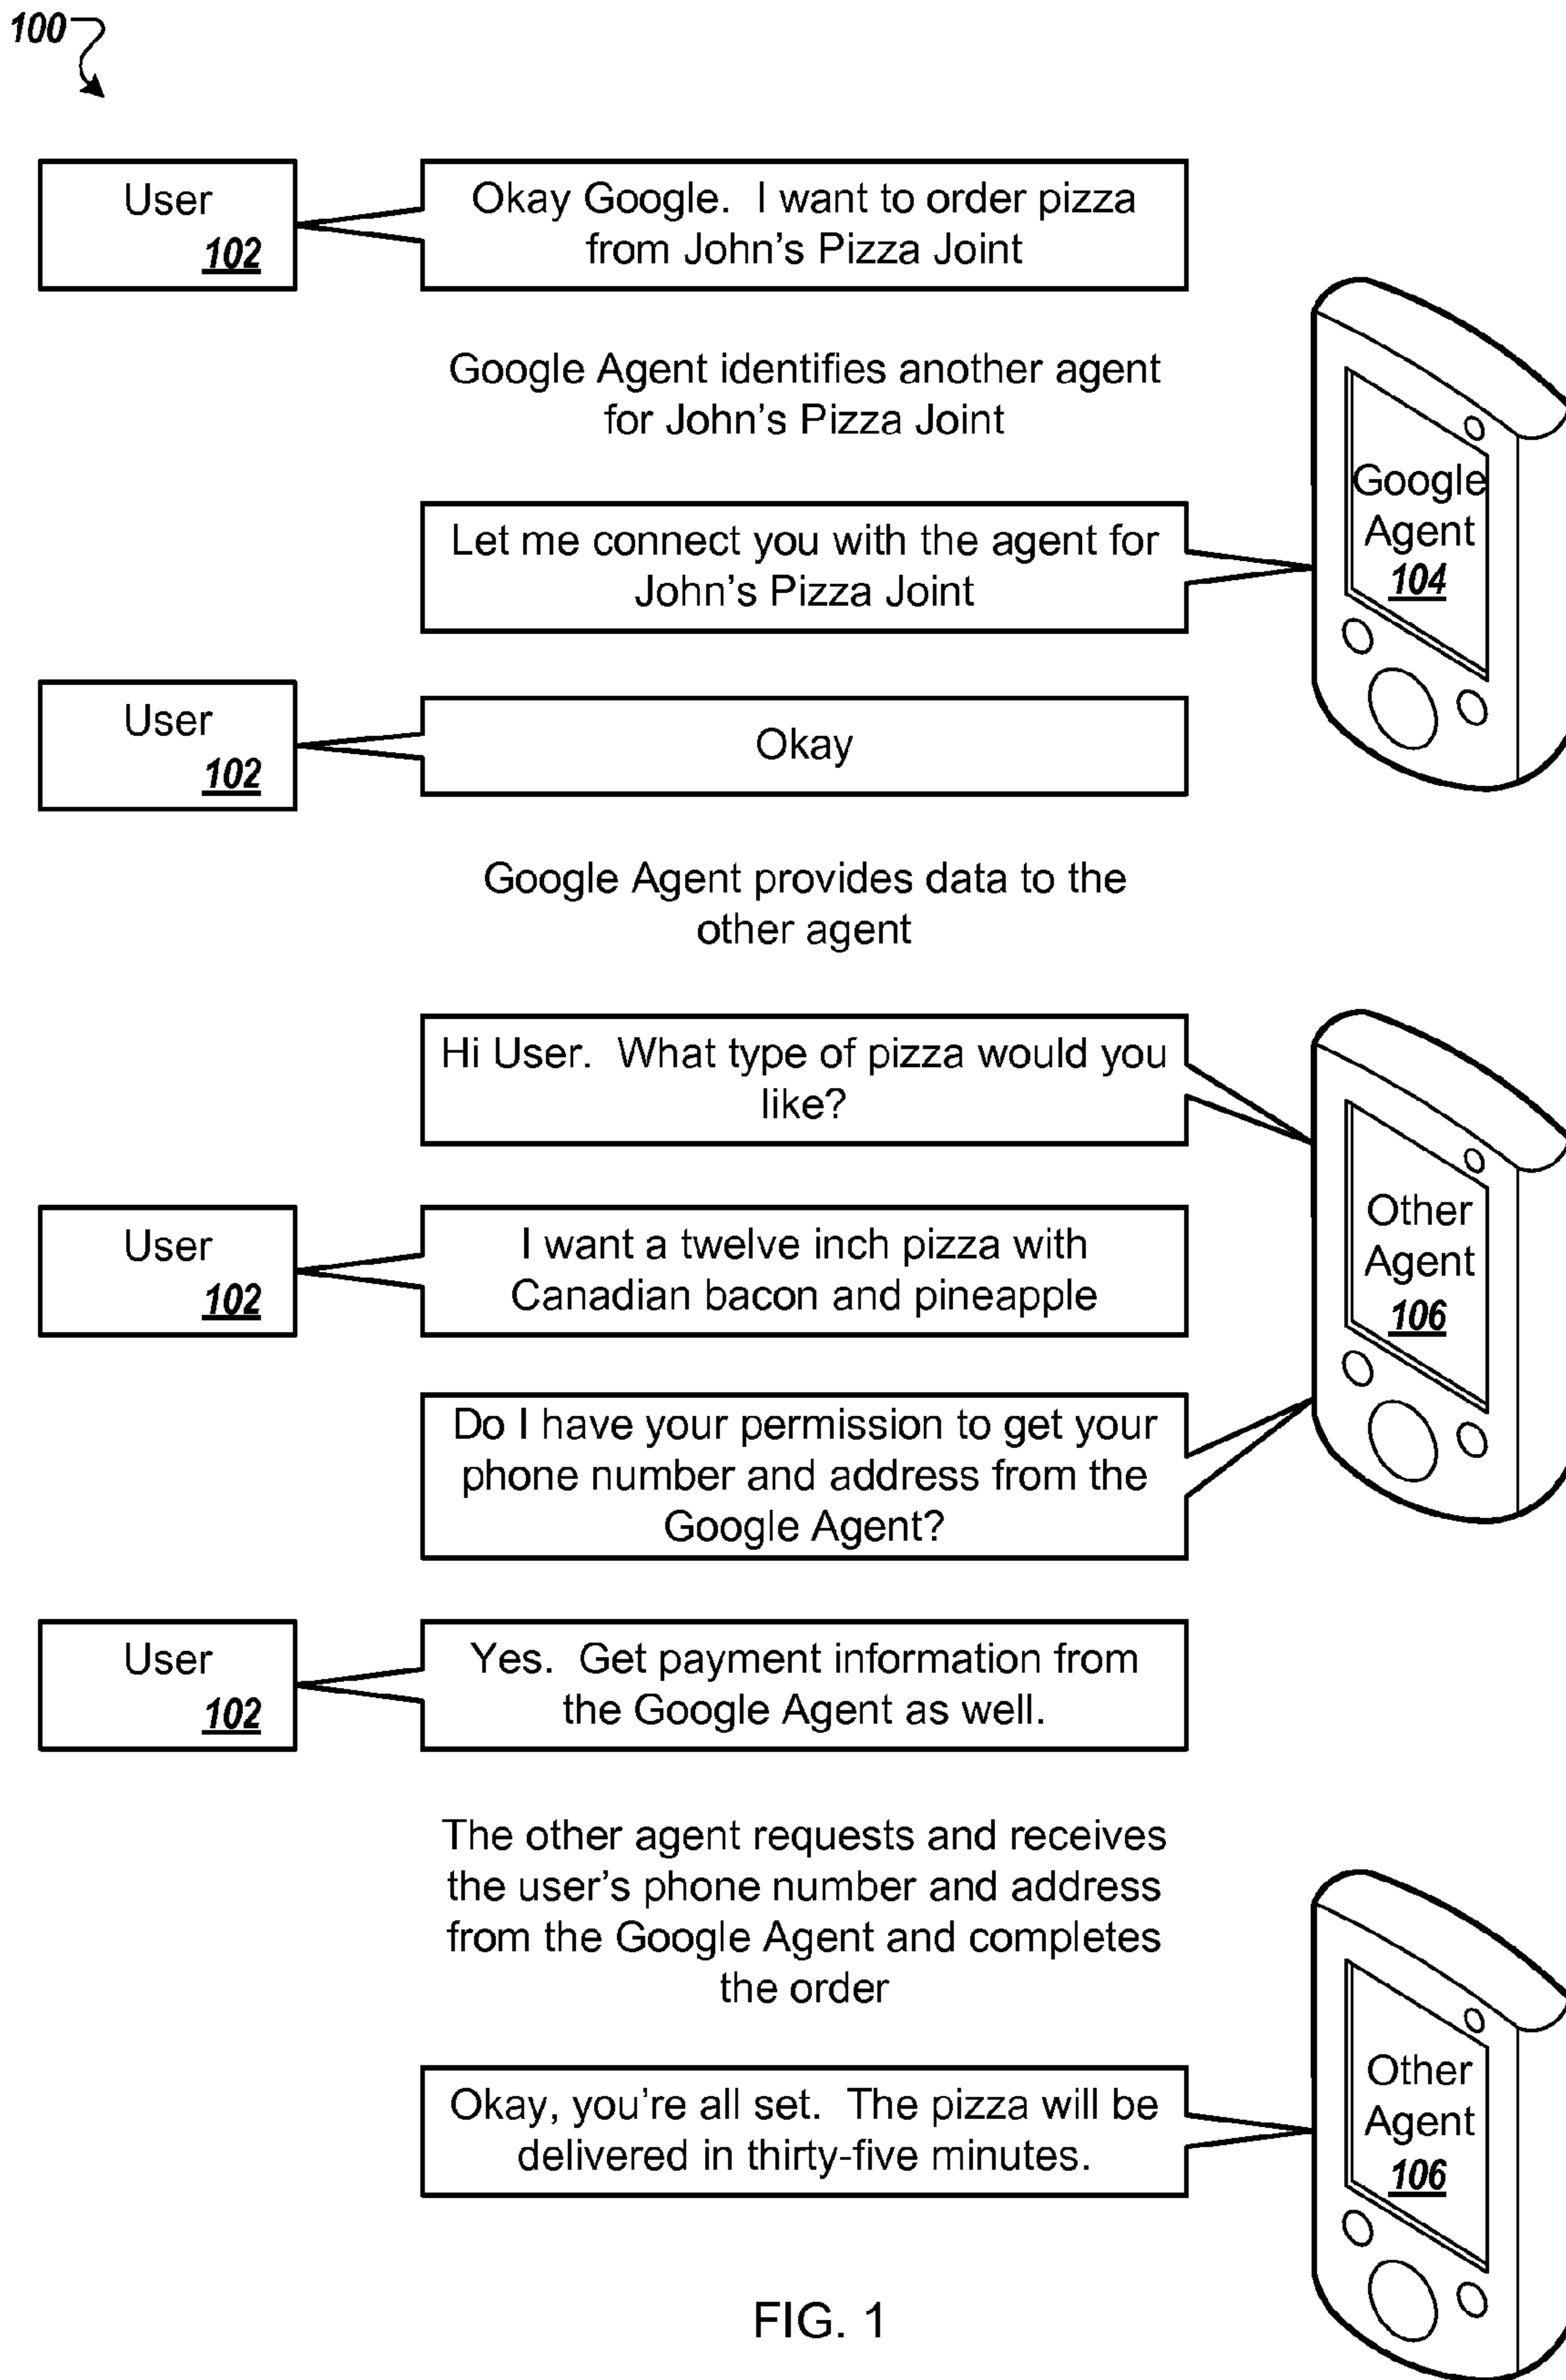 100
User
102
Okay Google. I want to order pizza
from John's Pizza Joint
Google Agent identifies another agent
for John's Pizza Joint
Let me connect you with the agent for
John's Pizza Joint
Google
Agent
104
User
102
Okay
Google Agent provides data to the
other agent
Hi User. What type of pizza would you
like?
Other
Agent
106
User
102
I want a twelve inch pizza with
Canadian bacon and pineapple
Do I have your permission to get your
phone number and address from the
Google Agent?
User
102
Yes. Get payment information from
the Google Agent as well.
The other agent requests and receives
the user's phone number and address
from the Google Agent and completes
the order
Okay, you're all set. The pizza will be
delivered in thirty-five minutes.
Other
Agent
106
FIG. 1